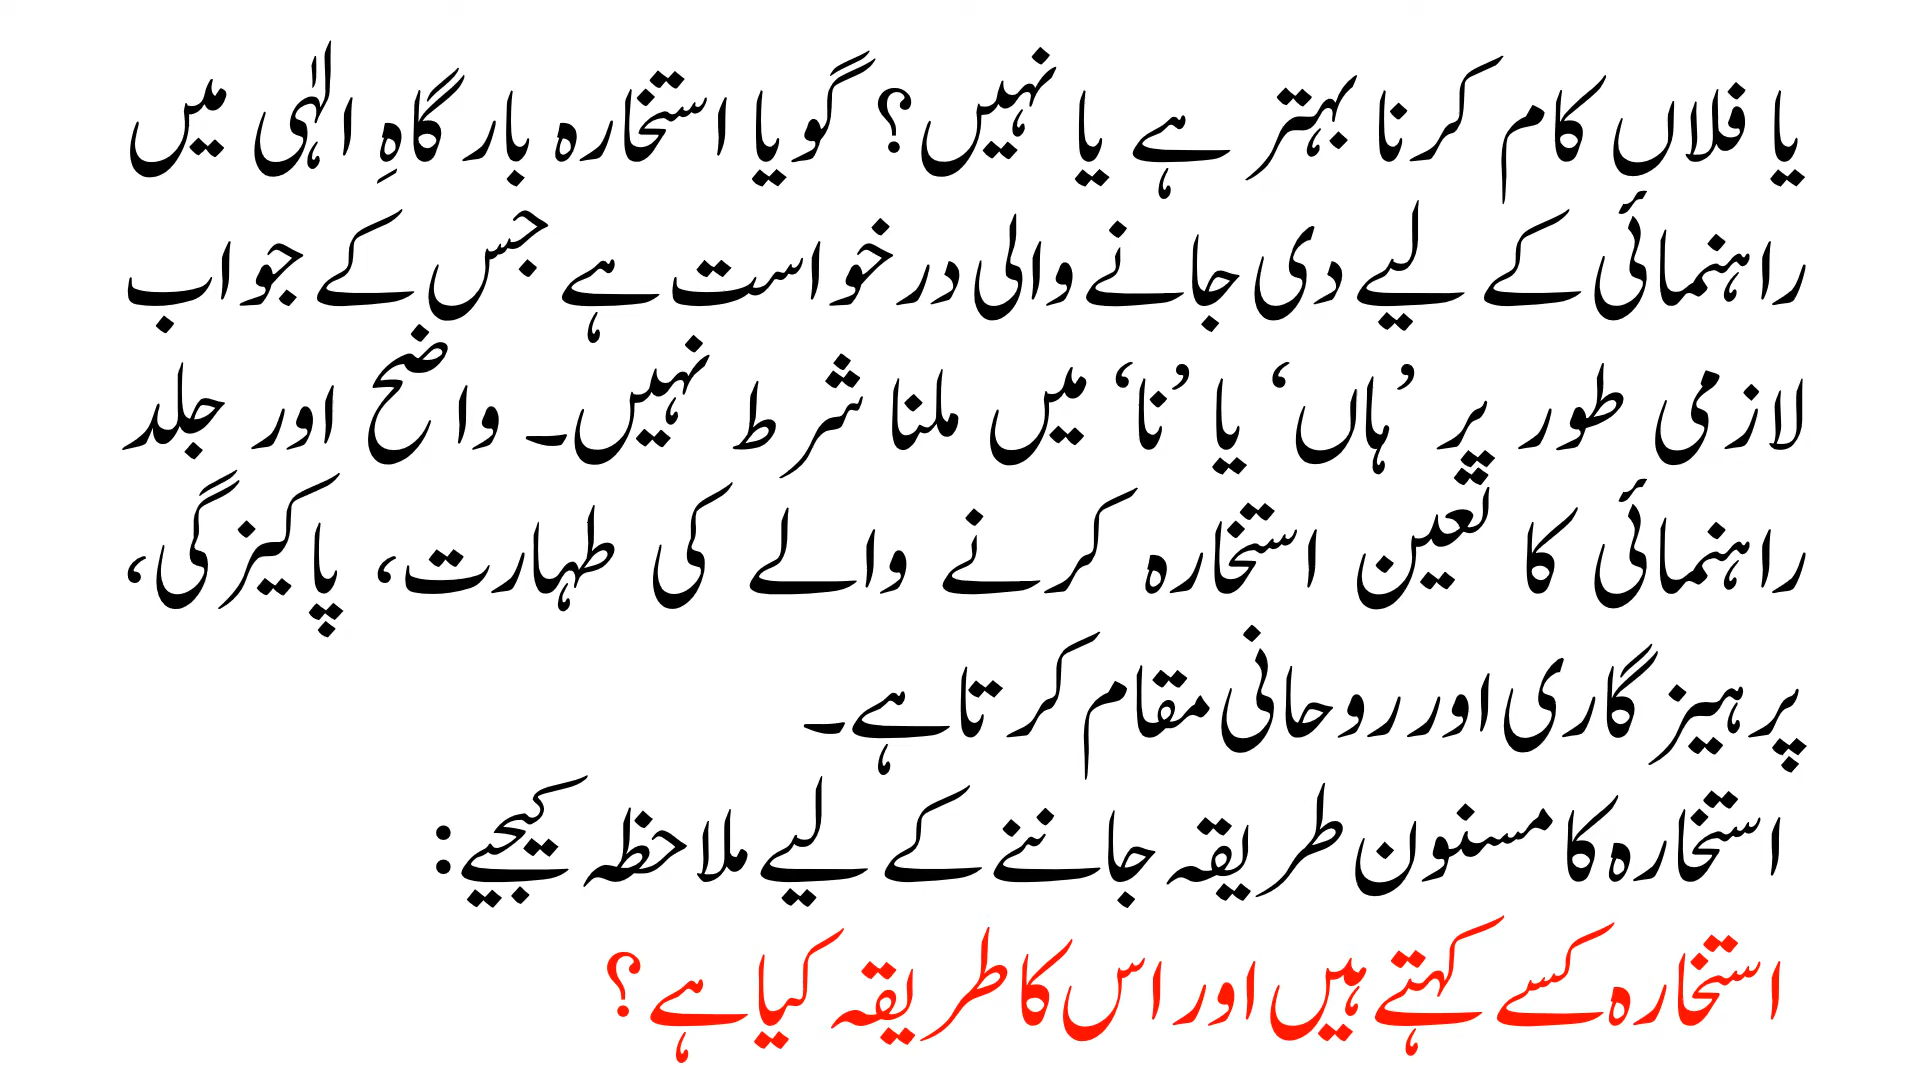 یا فلاں کام کرنا بہتر ہے یا نہیں؟ گویا استخارہ بارگاہِ الٰہی میں
راہنمائی کے لیے دی جانے والی درخواست ہے جس کے جواب
لازمی طور پر ’ہاں‘ یا ’نا‘ میں ملنا شرط نہیں۔ واضح اور جلد
راہنمائی کا تعین استخارہ کرنے والے کی طہارت، پاکیزگی،
پرہیزگاری اور روحانی مقام کرتا ہے۔
استخارہ کا مسنون طریقہ جاننے کے لیے ملاحظہ کیجیے:
استخارہ کسے کہتے ہیں اور اس کا طریقہ کیا ہے؟